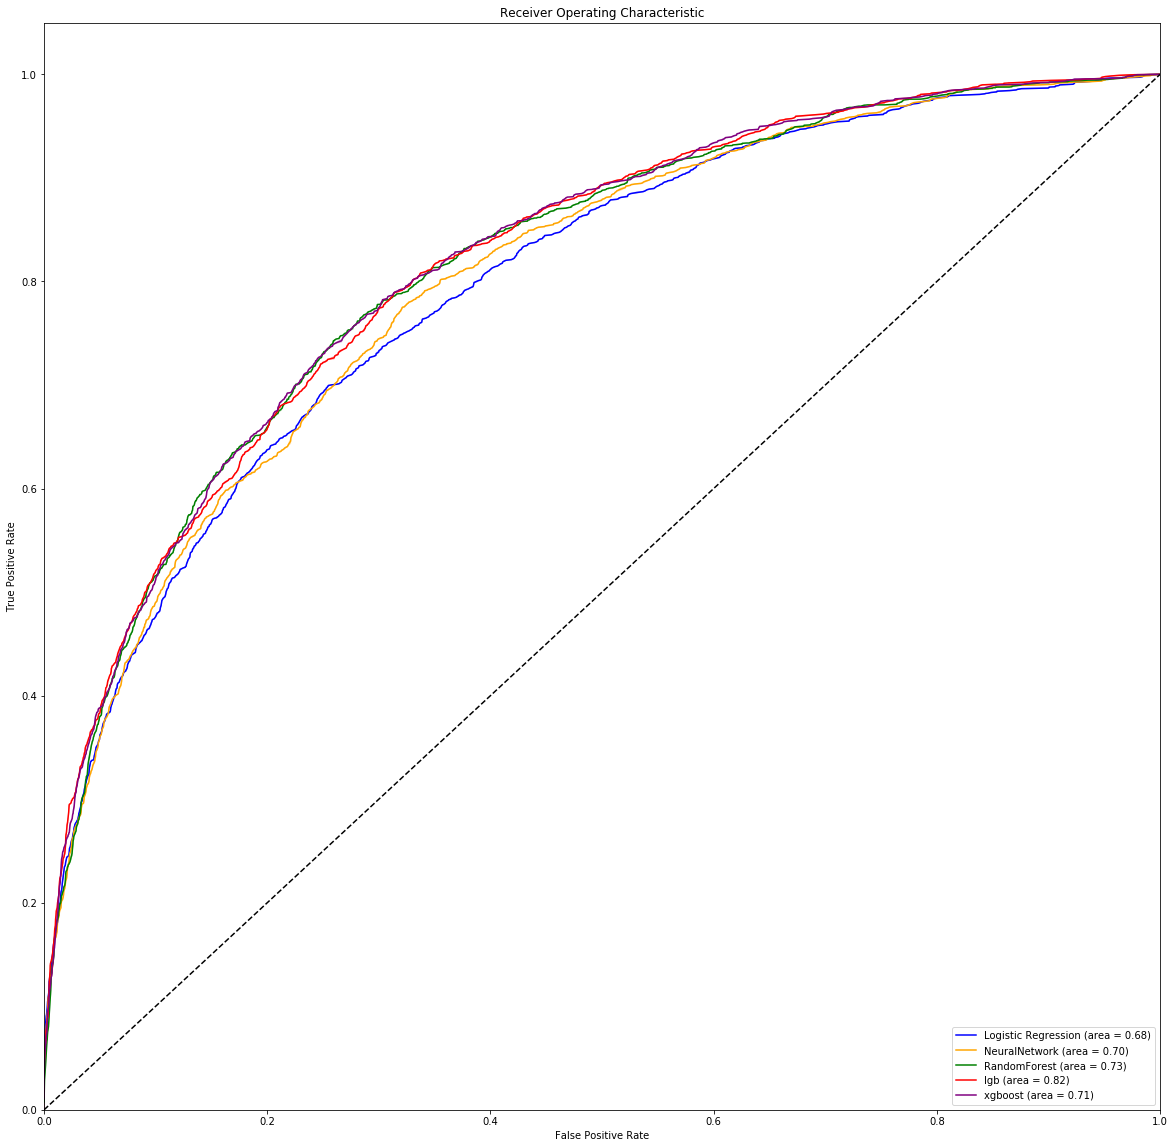 Receiver Operating Characteristic
True Positive Rate
1.0
0.8
0.6
0.4
0.2
0.0
0.0 0.2 0.4 0.6 0.8 1.0
False Positive Rate
Logistic Regression (area = 0.68)
NeuralNetwork (area = 0.70)
RandomForest (area = 0.73)
lgb (area = 0.82)
xgboost (area = 0.71)